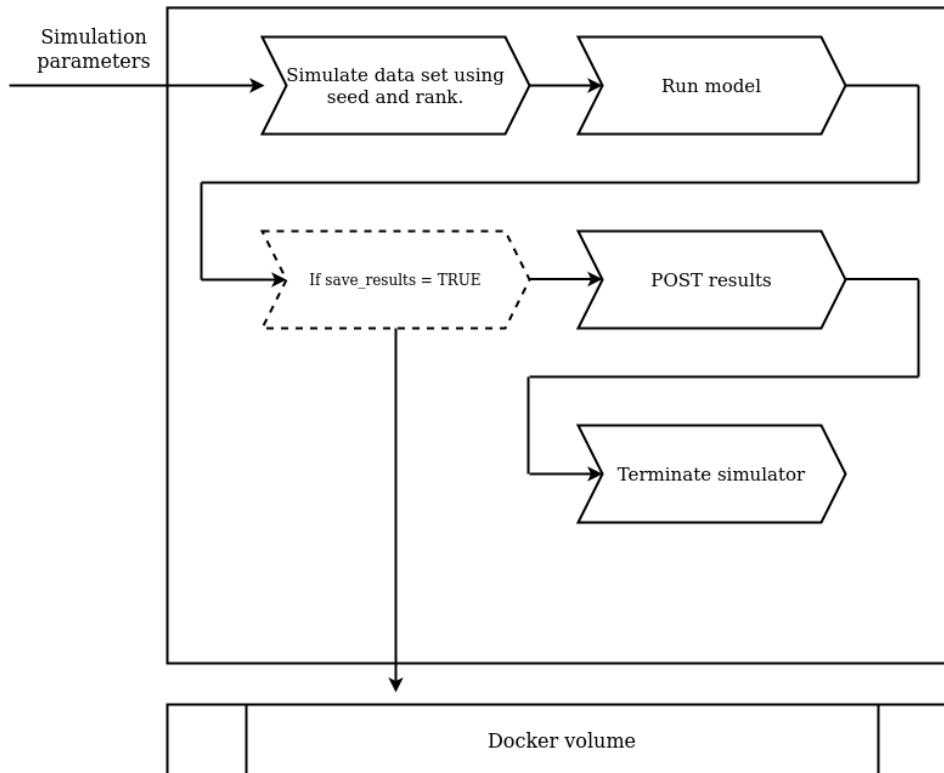 Simulation
parameters
Simulate data set using
seed and rank.
Run model
If save_results = TRUE
POST results
Terminate simulator
Docker volume